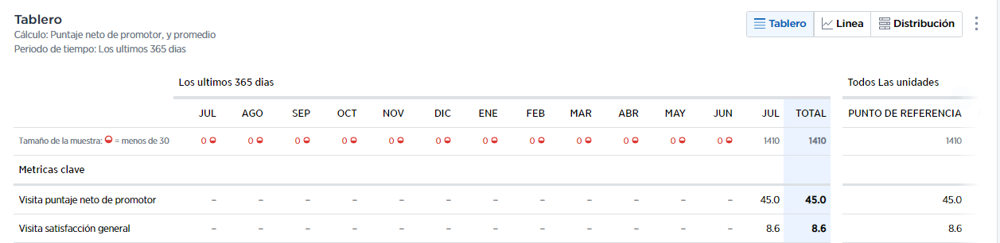 Tablero
Cálculo: Puntaje neto de promotor, y promedio
Periodo de tiempo: Los ultimos 365 dias
Tablero Linea Distribución
Los ultimos 365 dias Todos Las unidades
JUL AGO SEP OCT NOV DIC ENE FEB MAR ABR MAY JUN JUL TOTAL PUNTO DE REFERENCIA
Tamaño de la muestra: = menos de 30 0 0 0 0 0 0 0 0 0 0 0 0 1410 1410 1410
Metricas clave
Visita puntaje neto de promotor – – – – – – – – – – – – 45.0 45.0 45.0
Visita satisfacción general – – – – – – – – – – – – 8.6 8.6 8.6